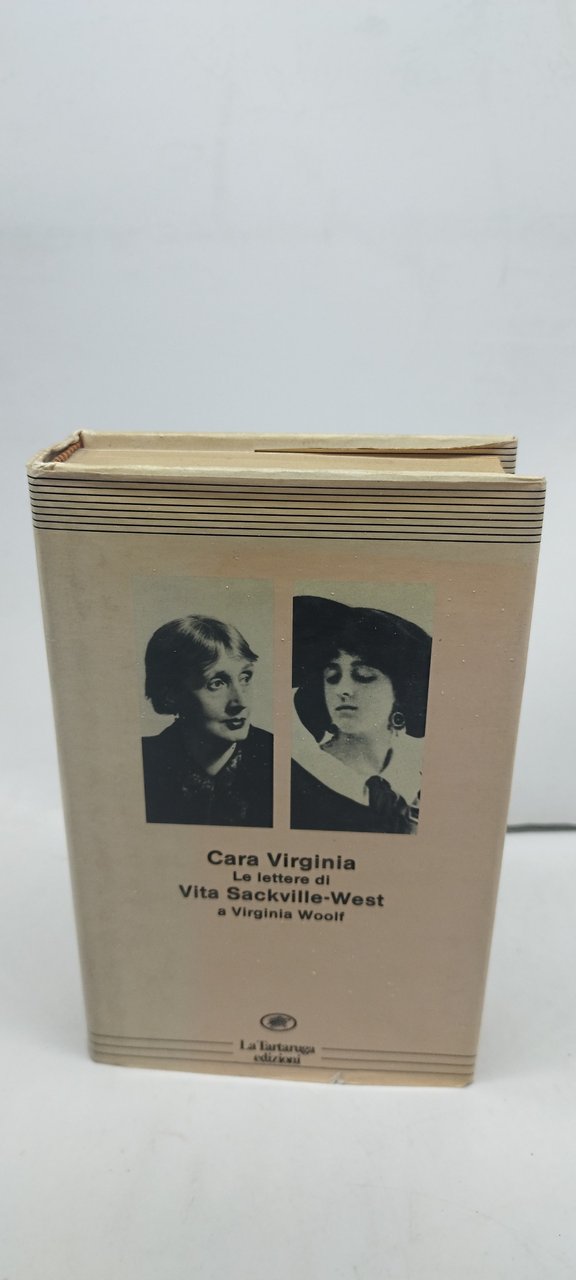 Cara Virginia
Le lettere di
Vita Sackville-West
a Virginia Woolf
La Tartaruga
edizioni